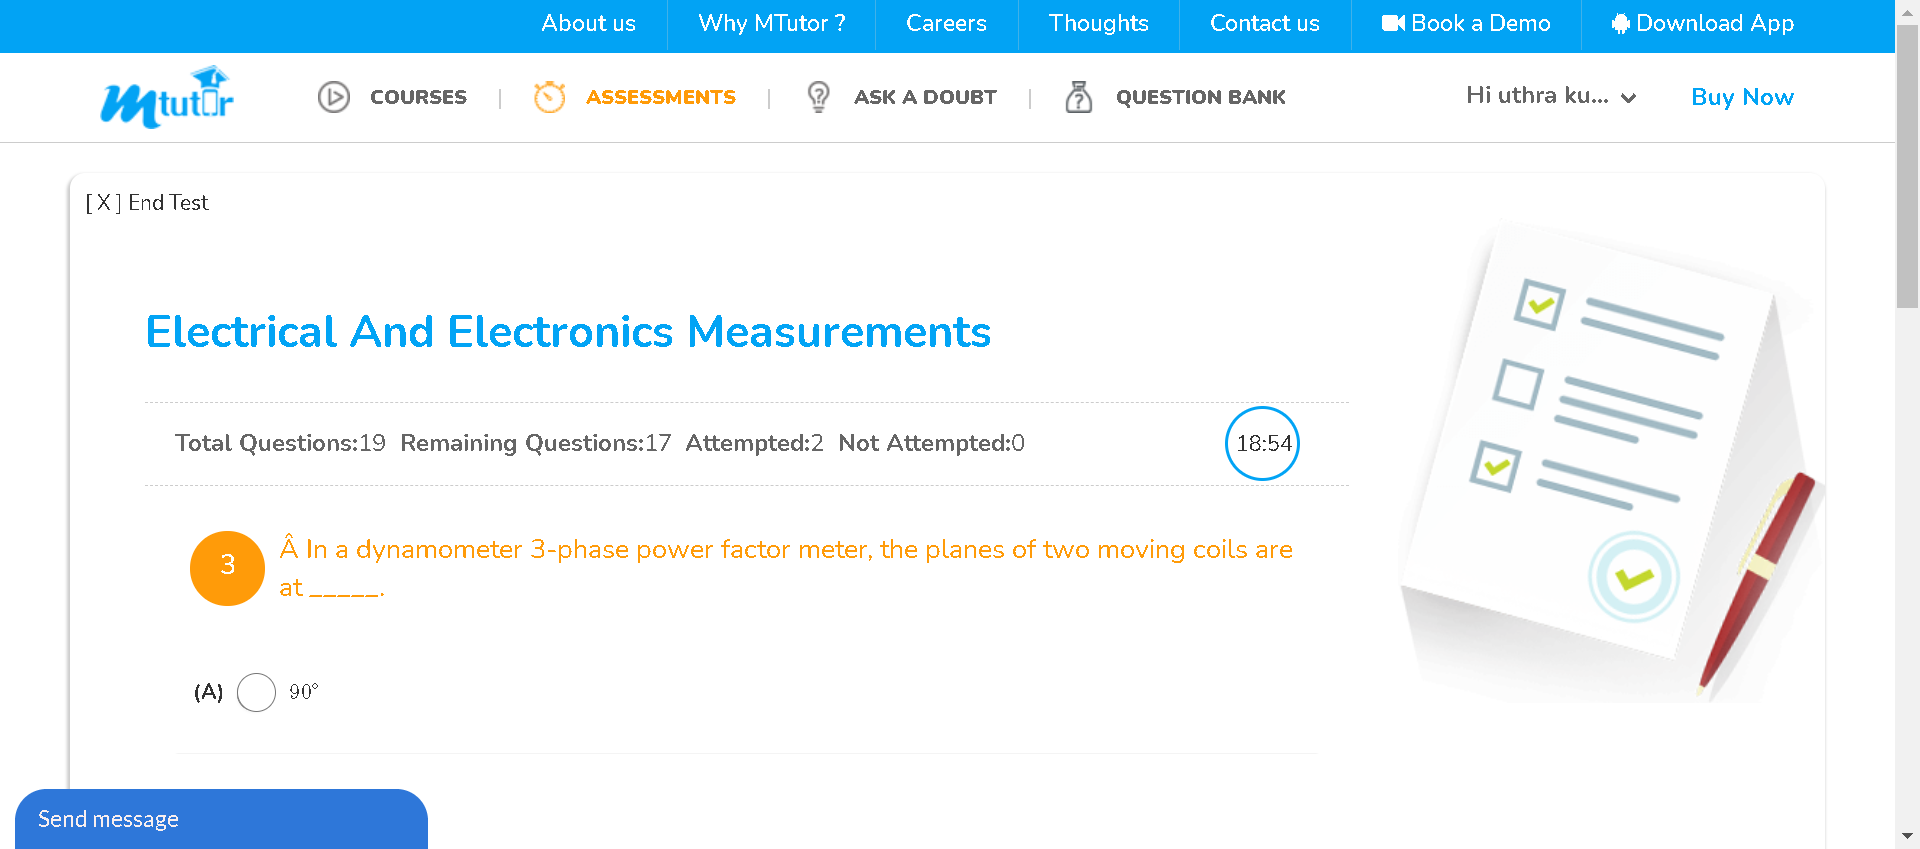 About us
Why MTutor ?
Careers
Thoughts
Contact us
Book a Demo
Download App
Mtutor
COURSES
ASSESSMENTS
ASK A DOUBT
QUESTION BANK
Hi uthra ku...
Buy Now
[ X ] End Test
Electrical And Electronics Measurements
Total Questions:19 Remaining Questions:17 Attempted:2 Not Attempted:0
18:54
3
Â In a dynamometer 3-phase power factor meter, the planes of two moving coils are
at _____.
(A) 90°
Send message